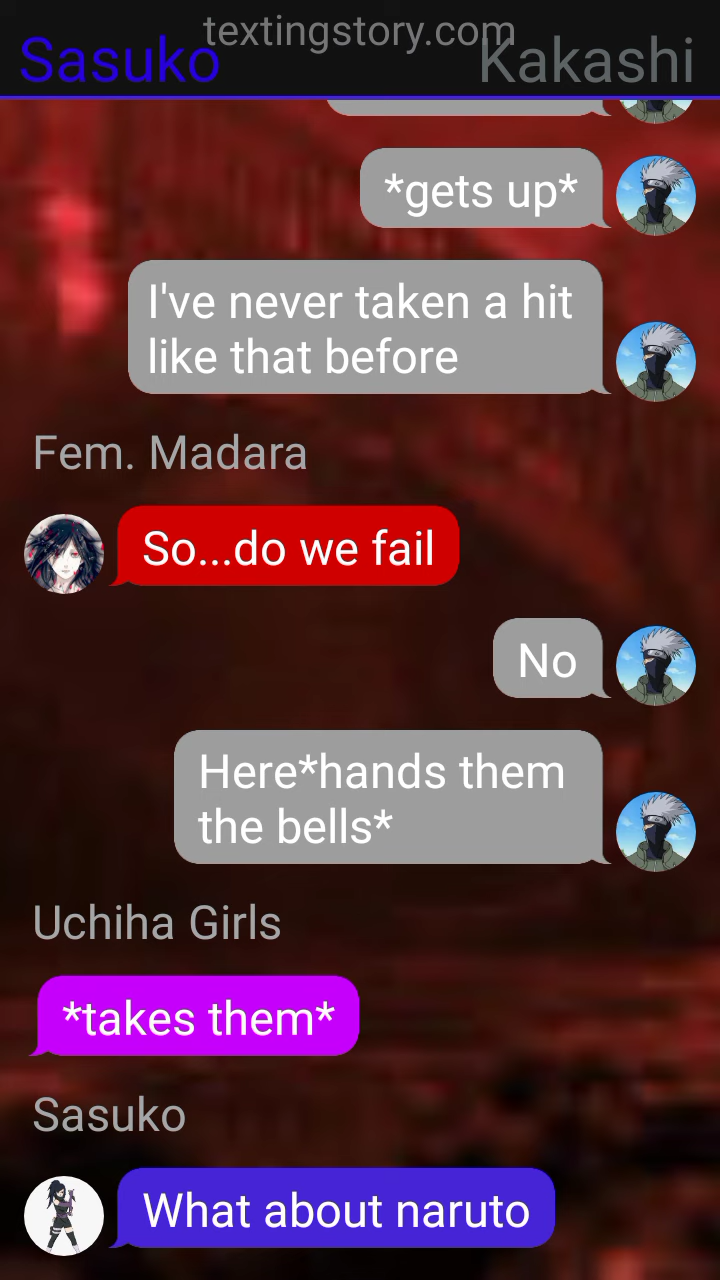 textingstory.com
Sasuko
Kakashi
*gets up*
I've never taken a hit
like that before
Fem. Madara
So...do we fail
No
Here*hands them
the bells*
Uchiha Girls
*takes them*
Sasuko
What about naruto